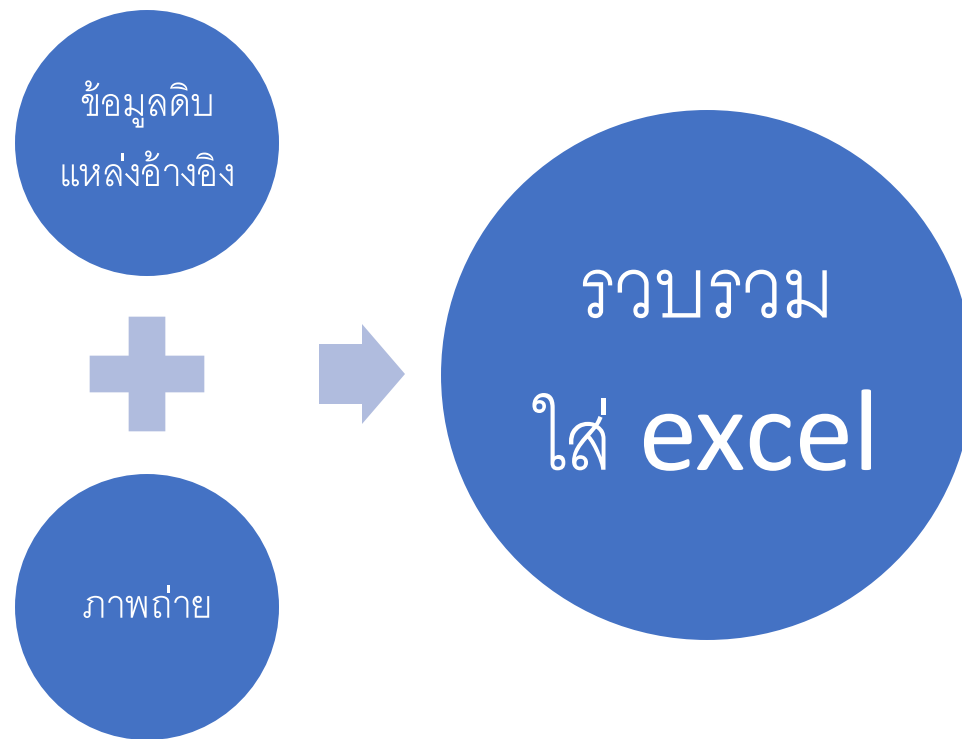 ข้อมูลดิบ
แหล่งอ้างอิง
ภาพถ่าย
รวบรวม
ใส่ excel